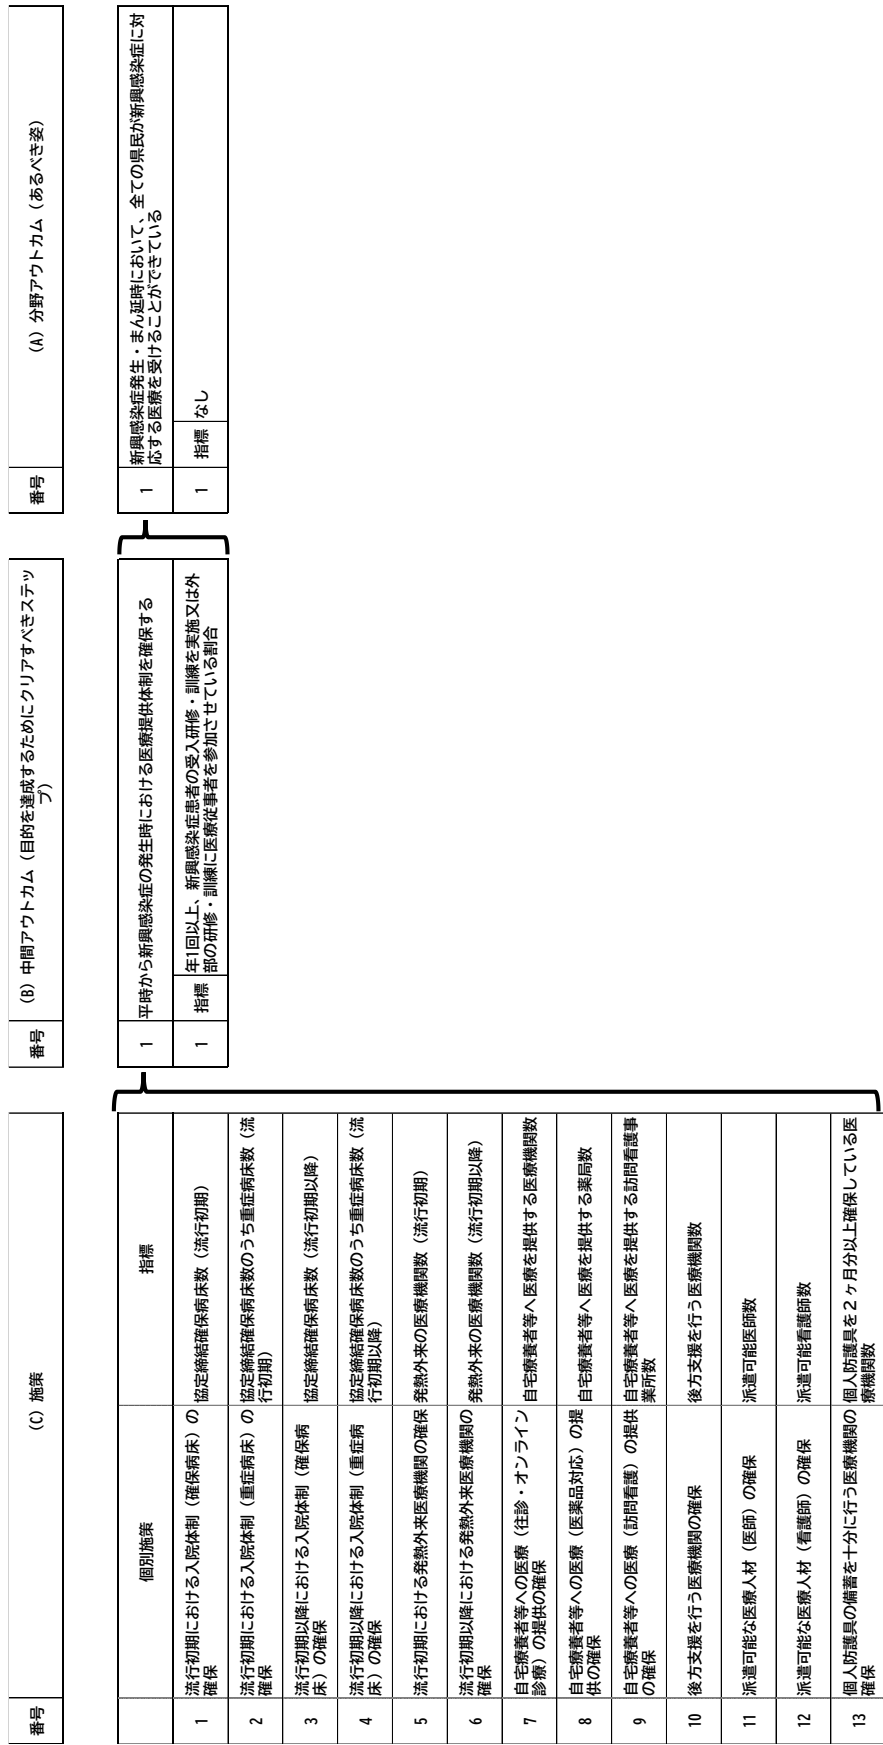 番号
(C) 施策
個別施策
指標
1
流行初期における入院体制（確保病床）の
確保
協定締結確保病床数（流行初期）
2
流行初期における入院体制（重症病床）の
確保
協定締結確保病床数のうち重症病床数（流
行初期）
3
流行初期以降における入院体制（確保病
床）の確保
協定締結確保病床数（流行初期以降）
4
流行初期以降における入院体制（重症病
床）の確保
協定締結確保病床数のうち重症病床数（流
行初期以降）
5
流行初期における発熱外来医療機関の確保
発熱外来の医療機関数（流行初期）
6
流行初期以降における発熱外来医療機関の
確保
発熱外来の医療機関数（流行初期以降）
7
自宅療養者等への医療（往診・オンライン
診療）の提供の確保
自宅療養者等へ医療を提供する医療機関数
8
自宅療養者等への医療（医薬品対応）の提
供の確保
自宅療養者等へ医療を提供する薬局数
9
自宅療養者等への医療（訪問看護）の提供
の確保
自宅療養者等へ医療を提供する訪問看護事
業所数
10
後方支援を行う医療機関の確保
後方支援を行う医療機関数
11
派遣可能な医療人材（医師）の確保
派遣可能医師数
12
派遣可能な医療人材（看護師）の確保
派遣可能看護師数
13
個人防護具の備蓄を十分に行う医療機関の
確保
個人防護具を２ヶ月分以上確保している医
療機関数
番号
(B) 中間アウトカム（目的を達成するためにクリアすべきステッ
プ）
1
平時から新興感染症の発生時における医療提供体制を確保する
1
指標
年1回以上、新興感染症患者の受入研修・訓練を実施又は外
部の研修・訓練に医療従事者を参加させている割合
番号
(A) 分野アウトカム（あるべき姿）
1
新興感染症発生・まん延時において、全ての県民が新興感染症に対
応する医療を受けることができている
1
指標
なし